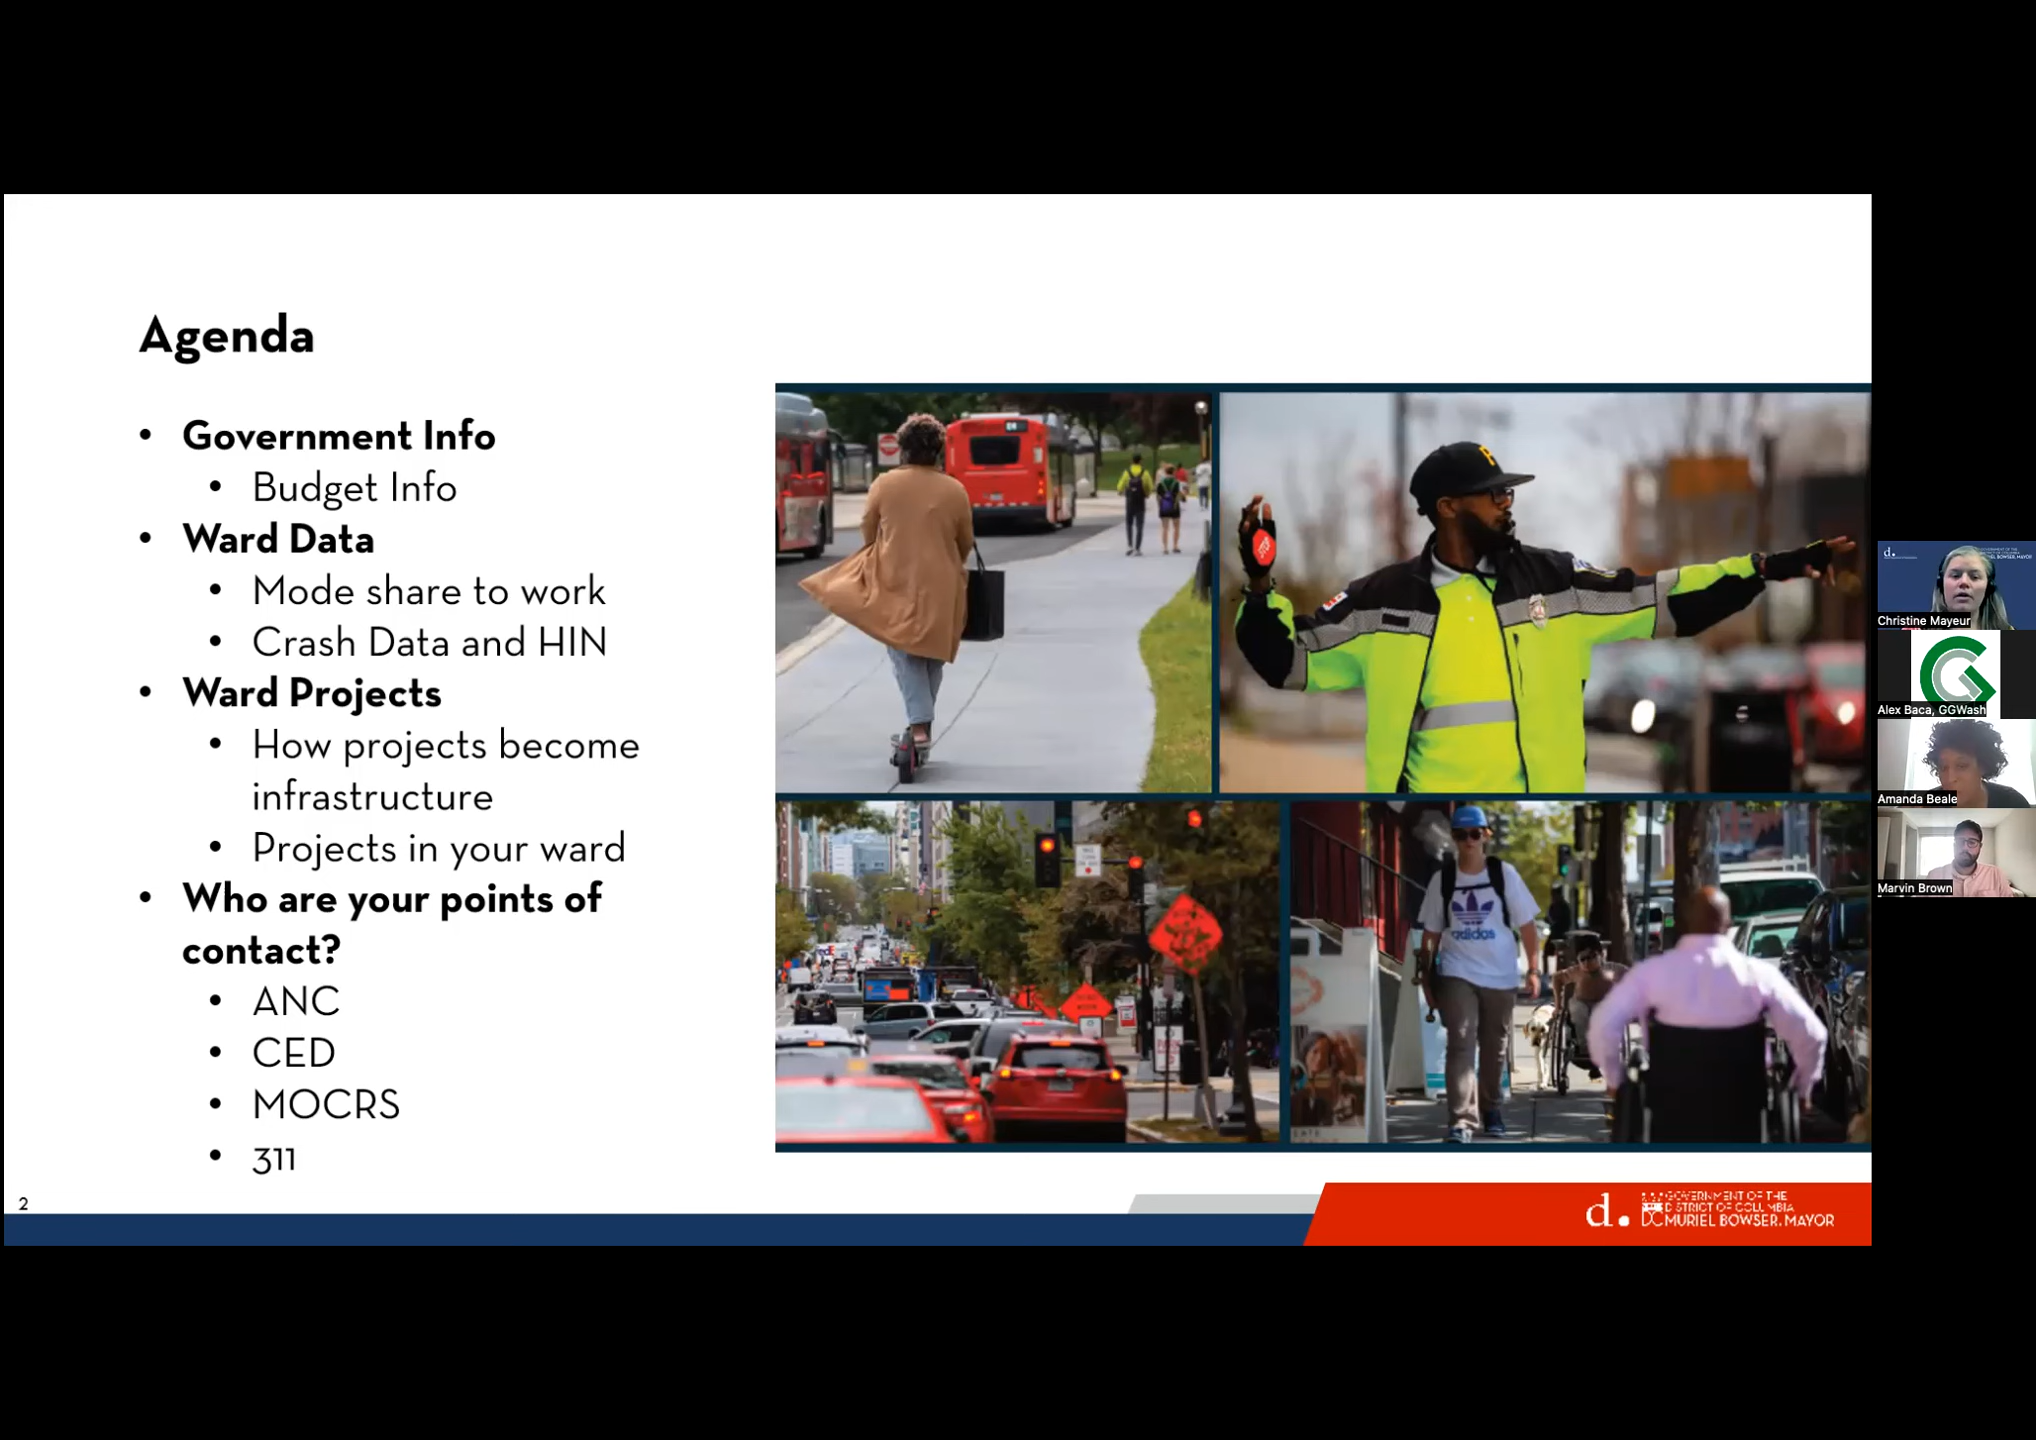 Agenda
• Government Info
• Budget Info
• Ward Data
• Mode share to work
• Crash Data and HIN
• Ward Projects
• How projects become
infrastructure
• Projects in your ward
• Who are your points of
contact?
• ANC
• CED
• MOCRS
• 311
2
STOP
P
adidas
d.
GOVERNMENT OF THE
DISTRICT OF COLUMBIA
DC MURIEL BOWSER, MAYOR
Christine Mayeur
Alex Baca, GGWash
Amanda Beale
Marvin Brown